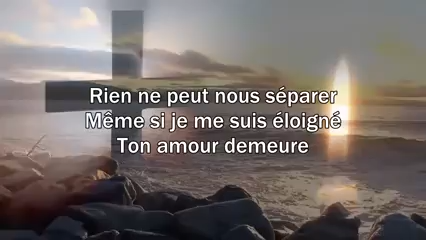 Rien ne peut nous séparer
Même si je me suis éloigné
Ton amour demeure